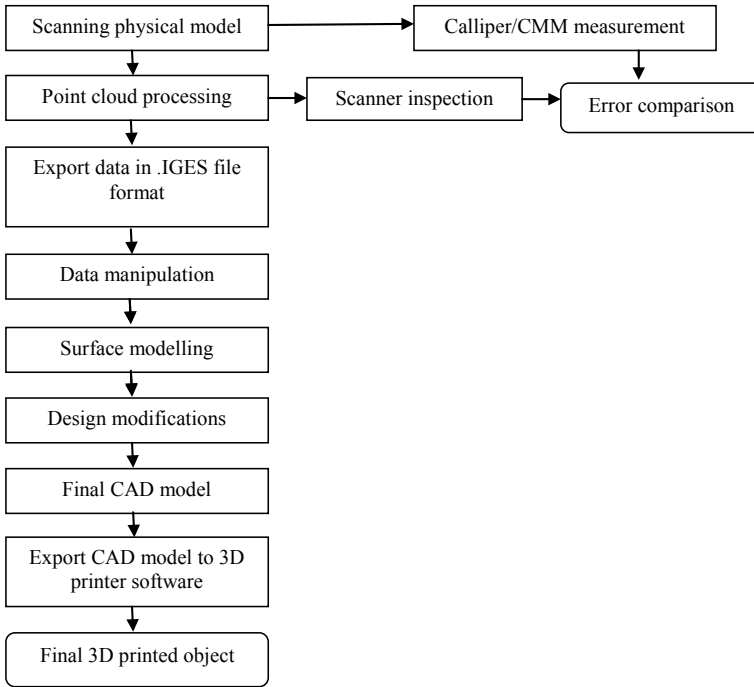 Scanning physical model
Calliper/CMM measurement
Point cloud processing
Scanner inspection
Error comparison
Export data in .IGES file
format
Data manipulation
Surface modelling
Design modifications
Final CAD model
Export CAD model to 3D
printer software
Final 3D printed object